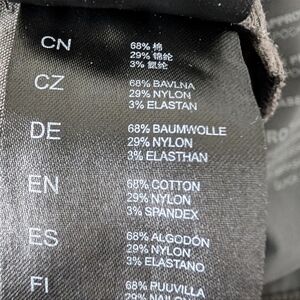 CN
68% 棉
29% 锦纶
3% 氨纶
CZ
68% BAVLNA
29% NYLON
3% ELASTAN
DE
68% BAUMWOLLE
29% NYLON
3% ELASTHAN
EN
68% COTTON
29% NYLON
3% SPANDEX
ES
68% ALGODÓN
29% NYLON
3% ELASTANO
FI
68% PUUVILLA
29% NAILON